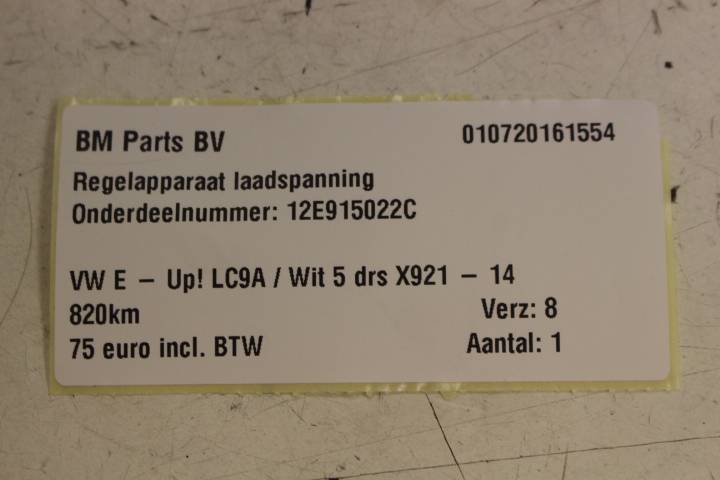 BM Parts BV 010720161554
Regelapparaat laadspanning
Onderdeelnummer: 12E915022C
VW E – Up! LC9A / Wit 5 drs X921 – 14
820km Verz: 8
75 euro incl. BTW Aantal: 1